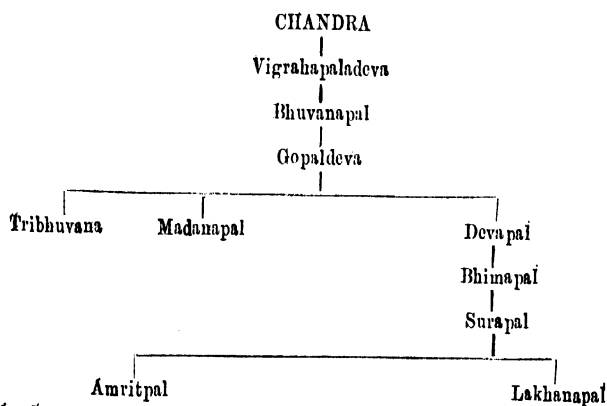 CHANDRA
Vigrahapaladeva
Bhuvanapal
Gopaldeva
Tribhuvana Madanapal Devapal
Bhimapal
Surapal
Amritpal Lakhanapal